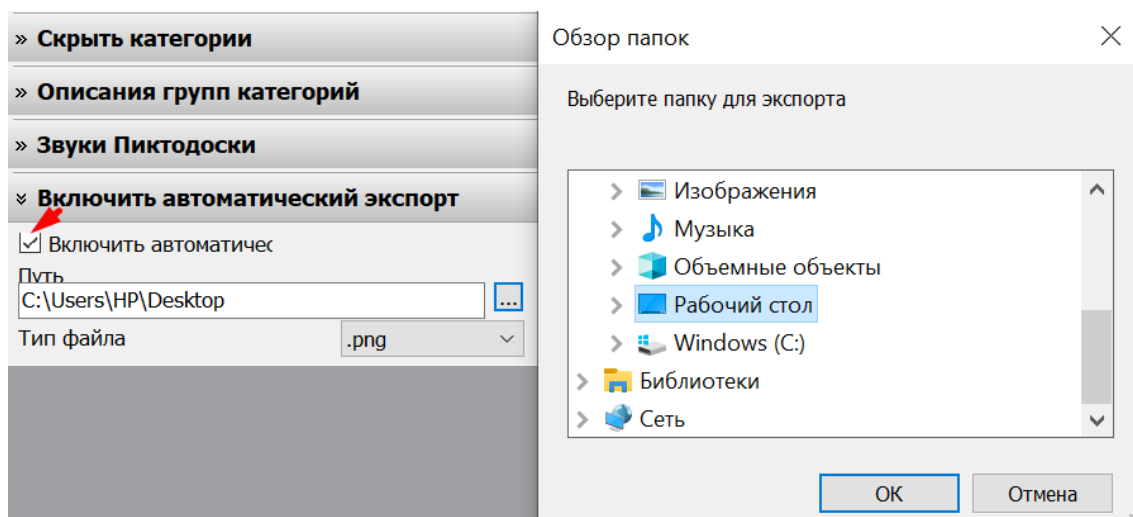 » Скрыть категории
» Описания групп категорий
» Звуки Пиктодоски
Включить автоматический экспорт
Включить автоматичес
Путь
C:\Users\HP\Desktop
...
Тип файла
.png
Обзор папок
Выберите папку для экспорта
Изображения
Музыка
Объемные объекты
Рабочий стол
Windows (C:)
Библиотеки
Сеть
ОК
Отмена